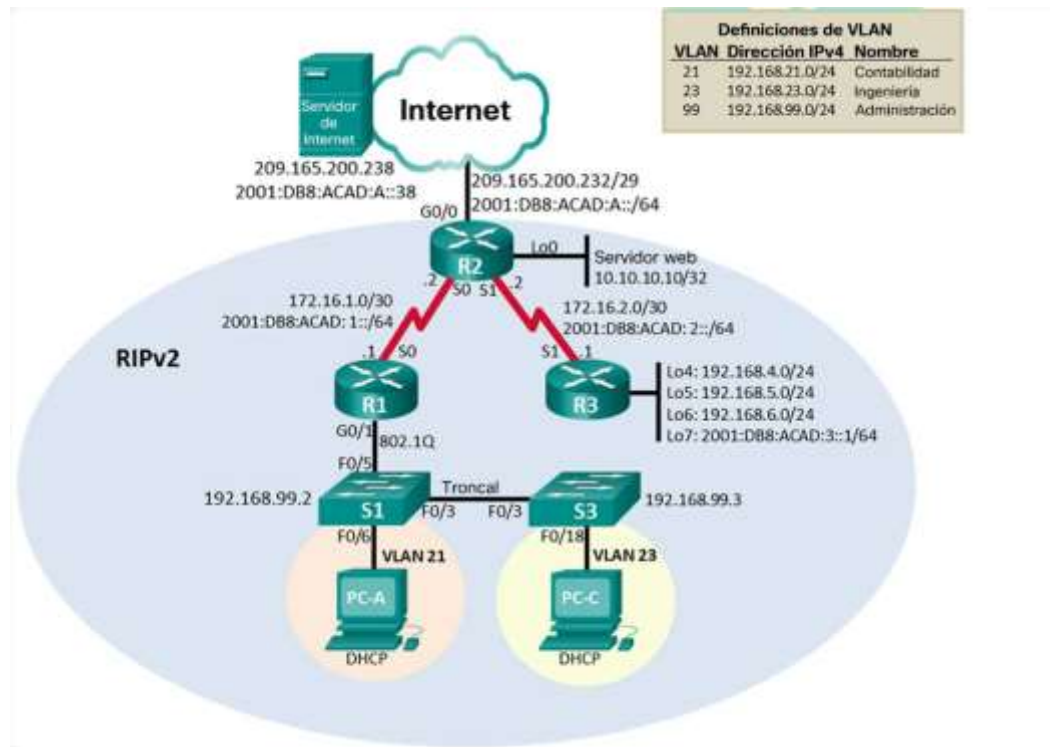 Definiciones de VLAN
VLAN Dirección IPv4 Nombre
21 192.168.21.0/24 Contabilidad
23 192.168.23.0/24 Ingeniería
99 192.168.99.0/24 Administración
Servidor
de
internet
Internet
209.165.200.238
2001:DB8:ACAD:A::38
209.165.200.232/29
2001:DB8:ACAD:A::/64
G0/0
R2
Lo0
Servidor web
10.10.10.10/32
.2
S0
S1
.2
172.16.1.0/30
2001:DB8:ACAD: 1::/64
172.16.2.0/30
2001:DB8:ACAD: 2::/64
RIPv2
.1
S0
S1
.1
R1
R3
Lo4: 192.168.4.0/24
Lo5: 192.168.5.0/24
Lo6: 192.168.6.0/24
Lo7: 2001:DB8:ACAD:3::1/64
G0/1
802.1Q
F0/5
192.168.99.2
S1
Troncal
F0/3
F0/3
S3
192.168.99.3
F0/6
VLAN 21
F0/18
VLAN 23
PC-A
PC-C
DHCP
DHCP